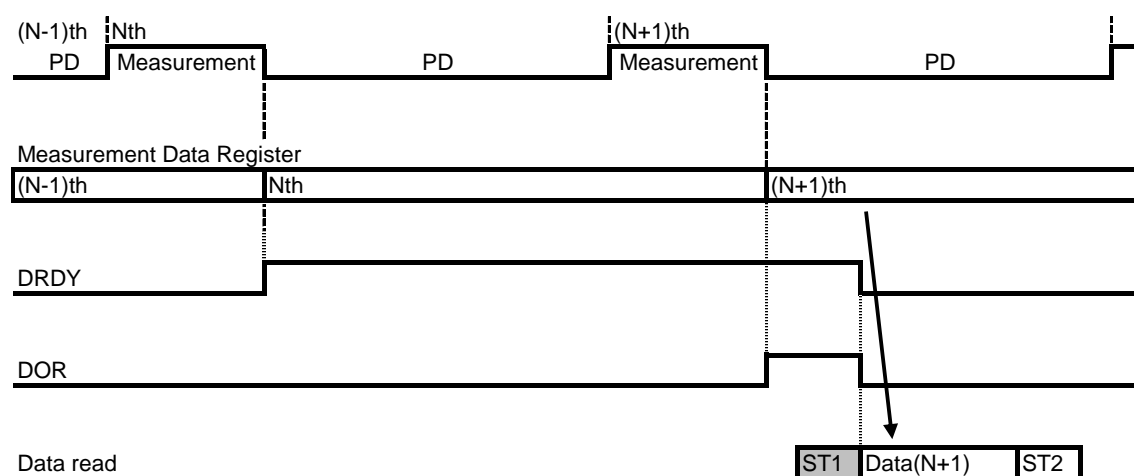 (N-1)th Nth (N+1)th
PD Measurement PD Measurement PD
Measurement Data Register
(N-1)th Nth (N+1)th
DRDY
DOR
Data read ST1 Data(N+1) ST2